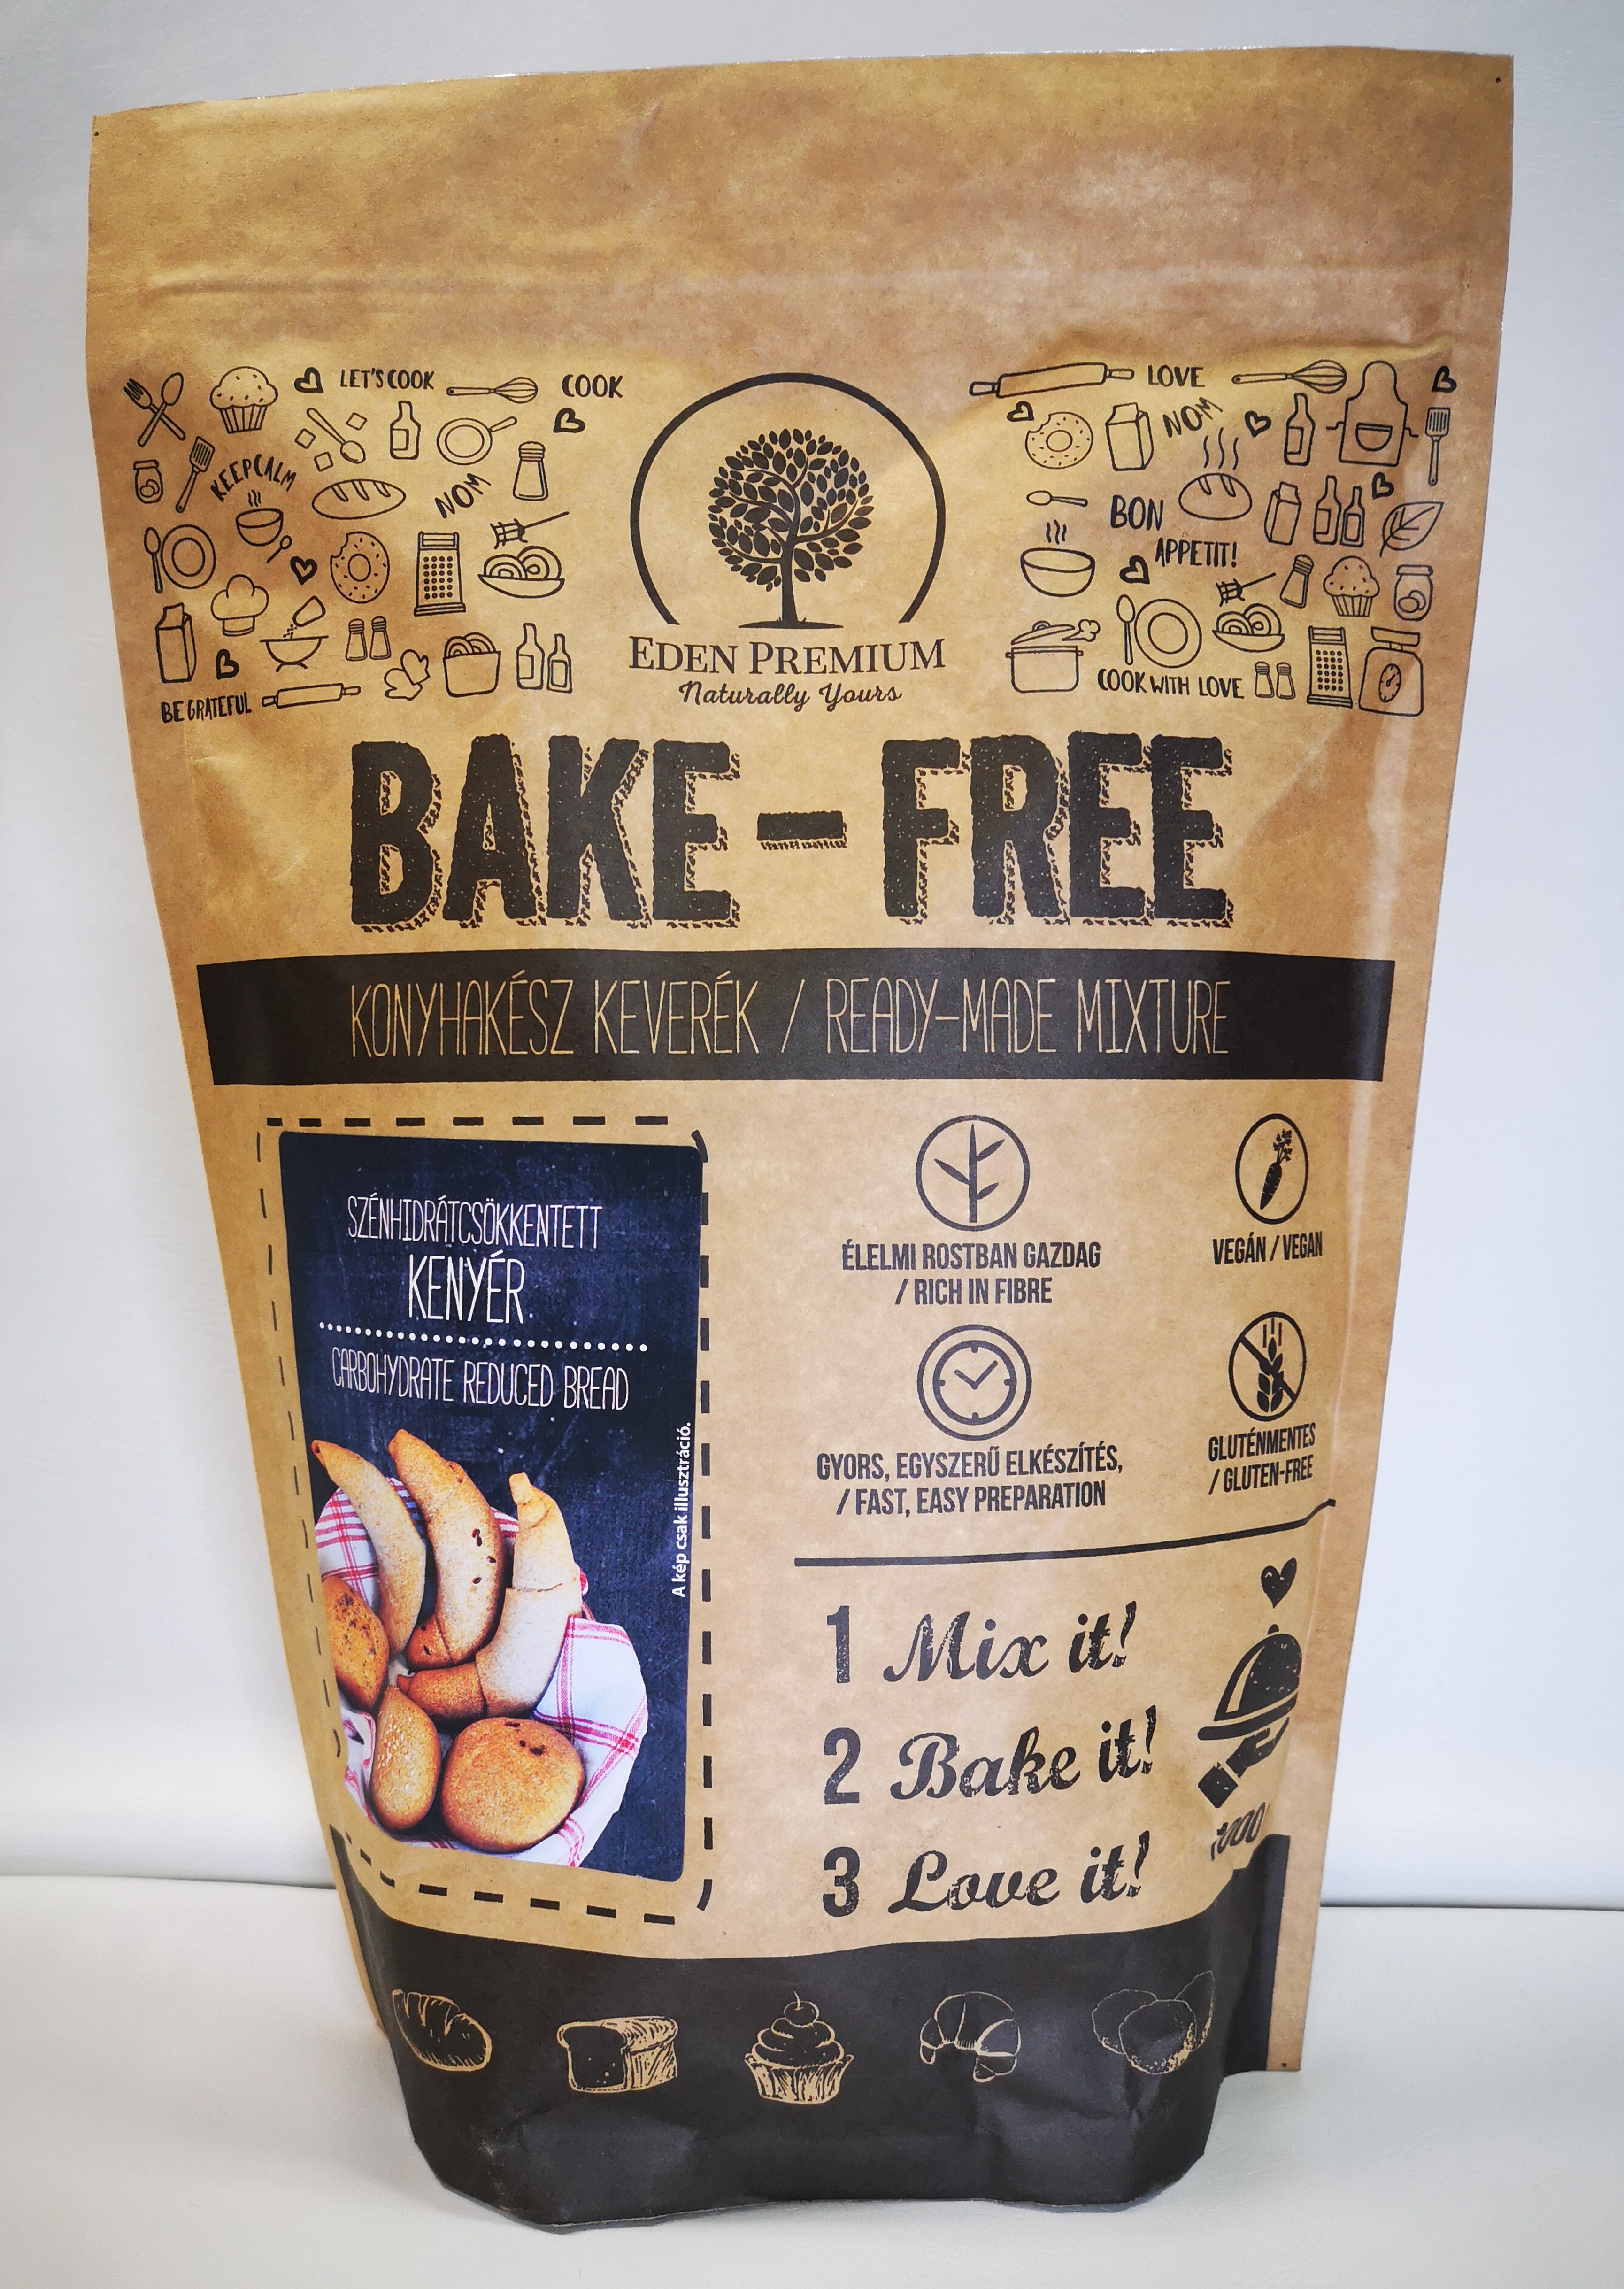 LET'S COOK
COOK
KEEP CALM
NOM
BE GRATEFUL
LOVE
NOM
BON
APPETIT!
COOK WITH LOVE
EDEN PREMIUM
Naturally Yours
BAKE-FREE
KONYHAKÉSZ KEVERÉK / READY-MADE MIXTURE
SZÉNHIDRÁTCSÖKKENTETT
KENYÉR
CARBOHYDRATE REDUCED BREAD
A kép csak illusztráció.
ÉLELMI ROSTBAN GAZDAG
/ RICH IN FIBRE
VEGÁN / VEGAN
GYORS, EGYSZERŰ ELKÉSZÍTÉS,
/ FAST, EASY PREPARATION
GLUTÉNMENTES
/ GLUTEN-FREE
1 Mix it!
2 Bake it!
3 Love it!